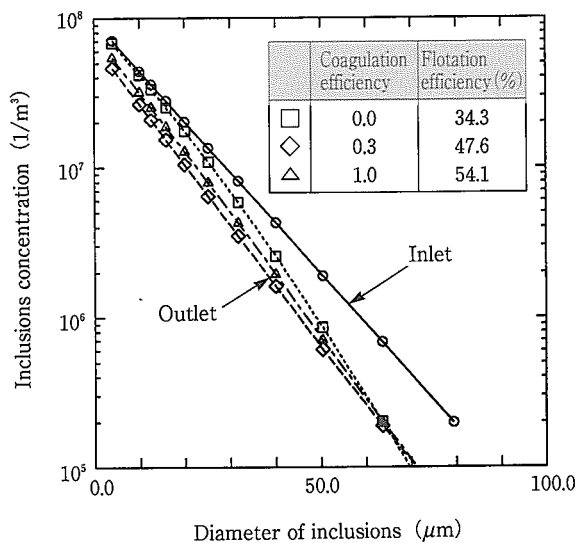 Inclusions concentration (1/m³)
10⁸
10⁷
10⁶
10⁵
Coagulation efficiency Flotation efficiency (%)
0.0 34.3
0.3 47.6
1.0 54.1
Inlet
Outlet
0.0 50.0 100.0
Diameter of inclusions (μm)